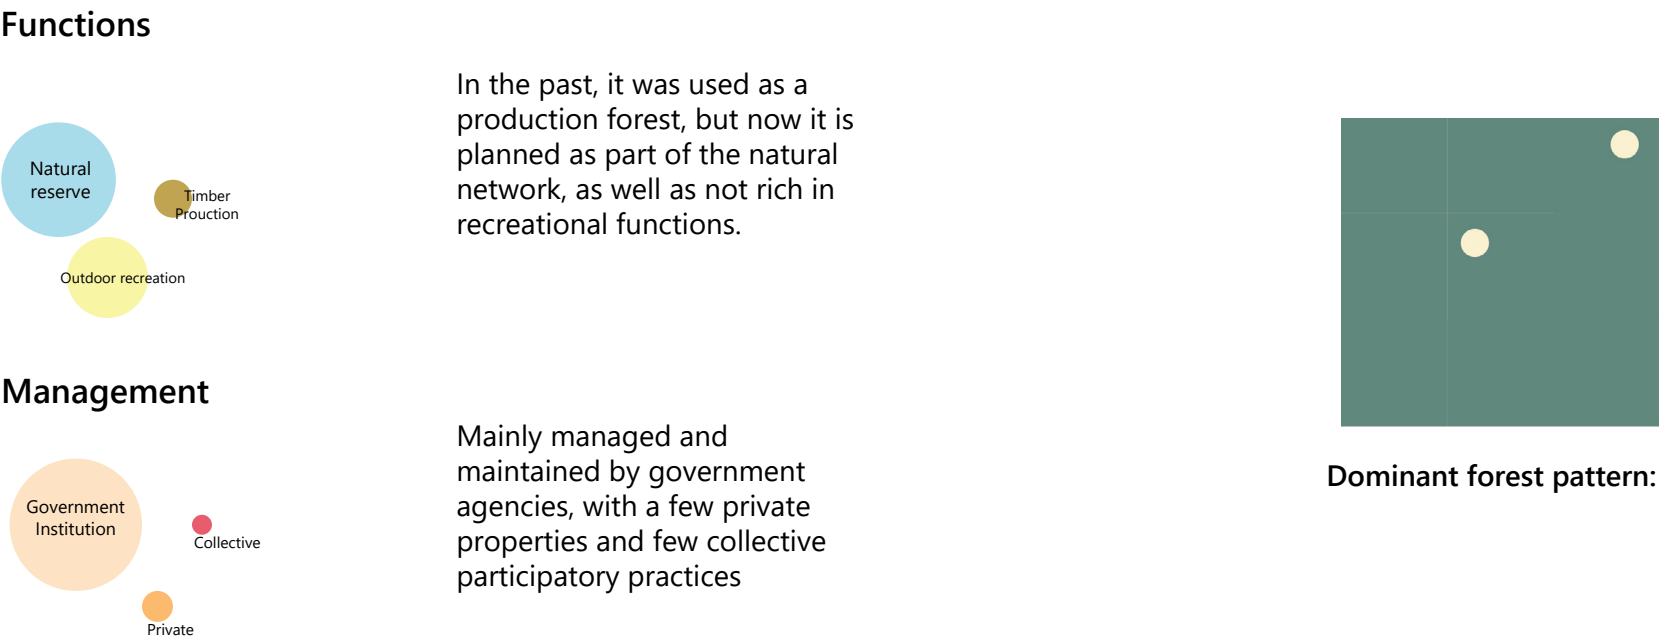 Functions
Natural
reserve
Timber
Prouction
Outdoor recreation
In the past, it was used as a
production forest, but now it is
planned as part of the natural
network, as well as not rich in
recreational functions.
Management
Government
Institution
Collective
Private
Mainly managed and
maintained by government
agencies, with a few private
properties and few collective
participatory practices
Dominant forest pattern: